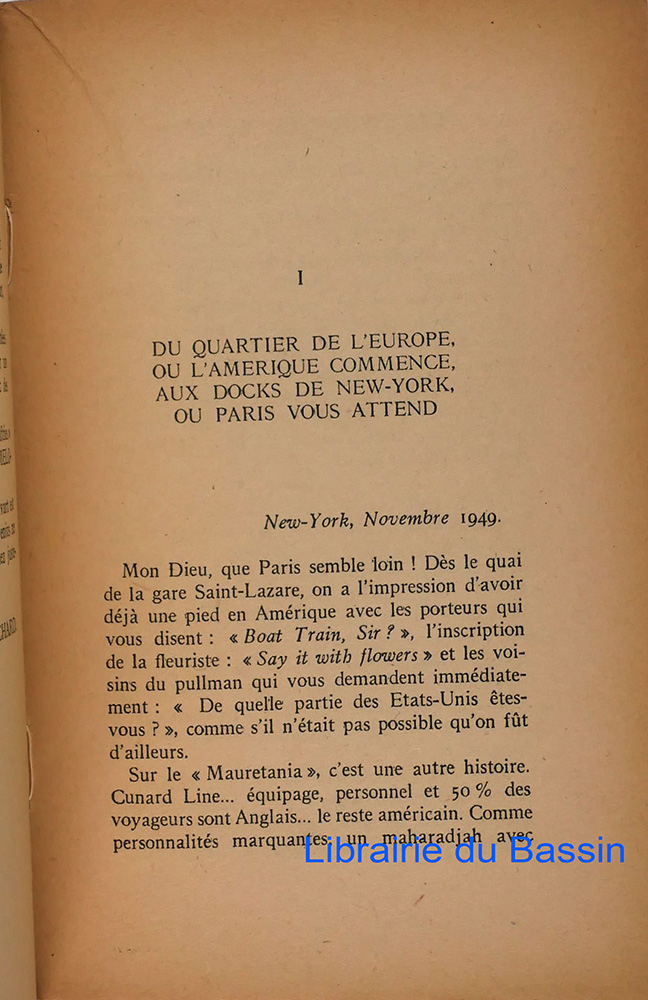 I
DU QUARTIER DE L'EUROPE,
OU L'AMERIQUE COMMENCE,
AUX DOCKS DE NEW-YORK,
OU PARIS VOUS ATTEND
New-York, Novembre 1949.
Mon Dieu, que Paris semble loin ! Dès le quai
de la gare Saint-Lazare, on a l'impression d'avoir
déjà une pied en Amérique avec les porteurs qui
vous disent : « Boat Train, Sir ? », l'inscription
de la fleuriste : « Say it with flowers » et les voi-
sins du pullman qui vous demandent immédiate-
ment : « De quelle partie des Etats-Unis êtes-
vous ? », comme s'il n'était pas possible qu'on fût
d'ailleurs.
Sur le « Mauretania », c'est une autre histoire.
Cunard Line... équipage, personnel et 50 % des
voyageurs sont Anglais... le reste américain. Comme
personnalités marquantes, un maharadjah avec
Librairie du Bassin